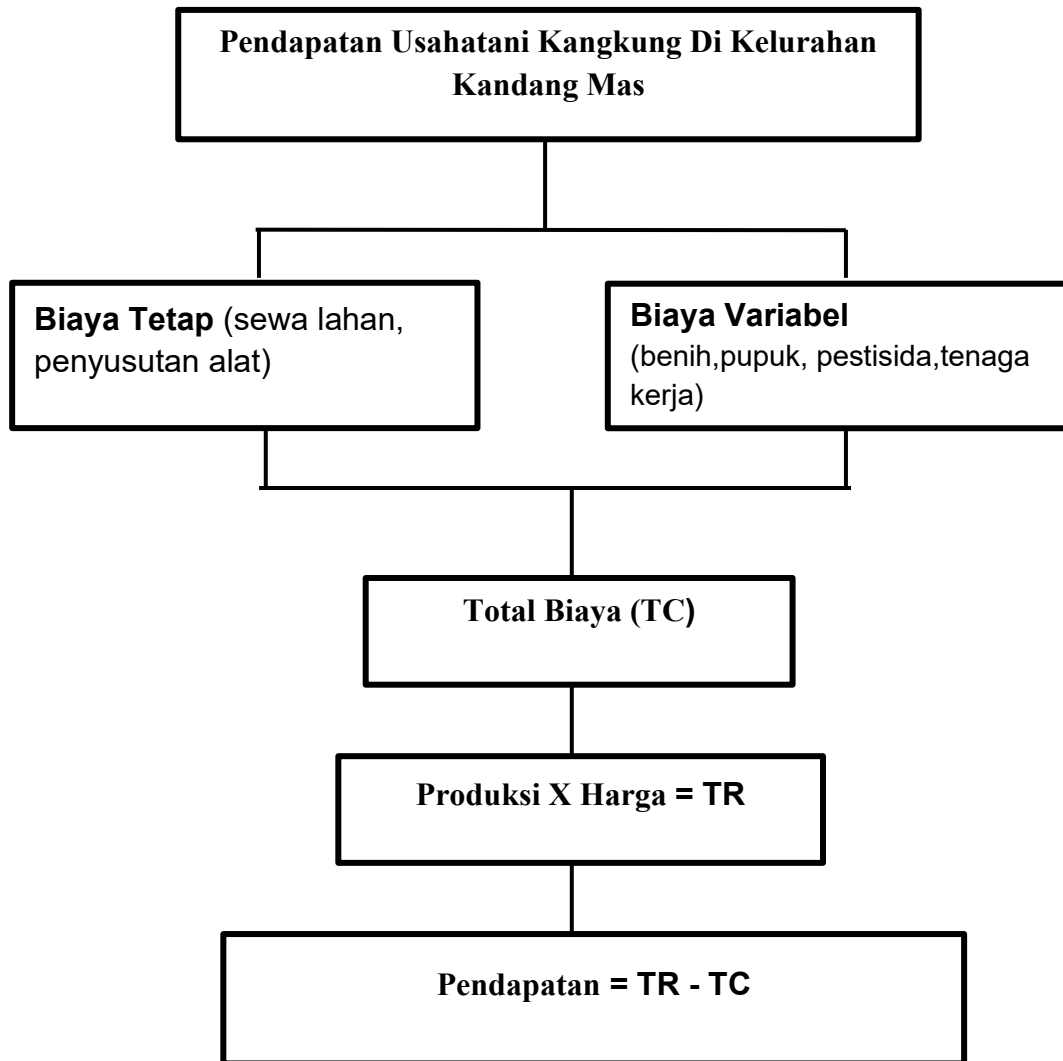 Pendapatan Usahatani Kangkung Di Kelurahan
Kandang Mas
Biaya Tetap (sewa lahan,
penyusutan alat)
Biaya Variabel
(benih,pupuk, pestisida,tenaga
kerja)
Total Biaya (TC)
Produksi X Harga = TR
Pendapatan = TR - TC